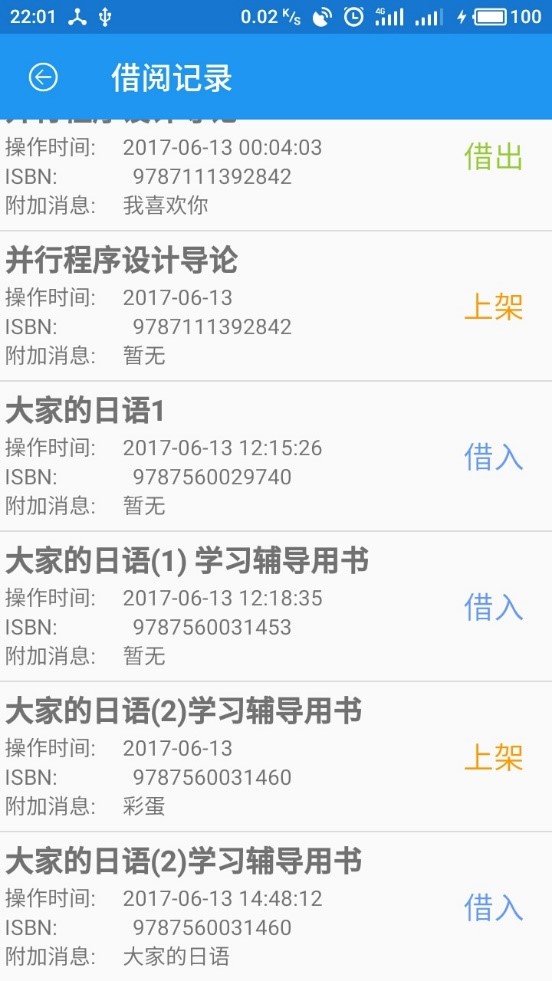 22:01 0.02 K/s 4G 100
借阅记录
并行程序设计导论
操作时间: 2017-06-13 00:04:03
借出
ISBN: 9787111392842
附加消息: 我喜欢你
并行程序设计导论
操作时间: 2017-06-13
上架
ISBN: 9787111392842
附加消息: 暂无
大家的日语1
操作时间: 2017-06-13 12:15:26
借入
ISBN: 9787560029740
附加消息: 暂无
大家的日语(1) 学习辅导用书
操作时间: 2017-06-13 12:18:35
借入
ISBN: 9787560031453
附加消息: 暂无
大家的日语(2)学习辅导用书
操作时间: 2017-06-13
上架
ISBN: 9787560031460
附加消息: 彩蛋
大家的日语(2)学习辅导用书
操作时间: 2017-06-13 14:48:12
借入
ISBN: 9787560031460
附加消息: 大家的日语